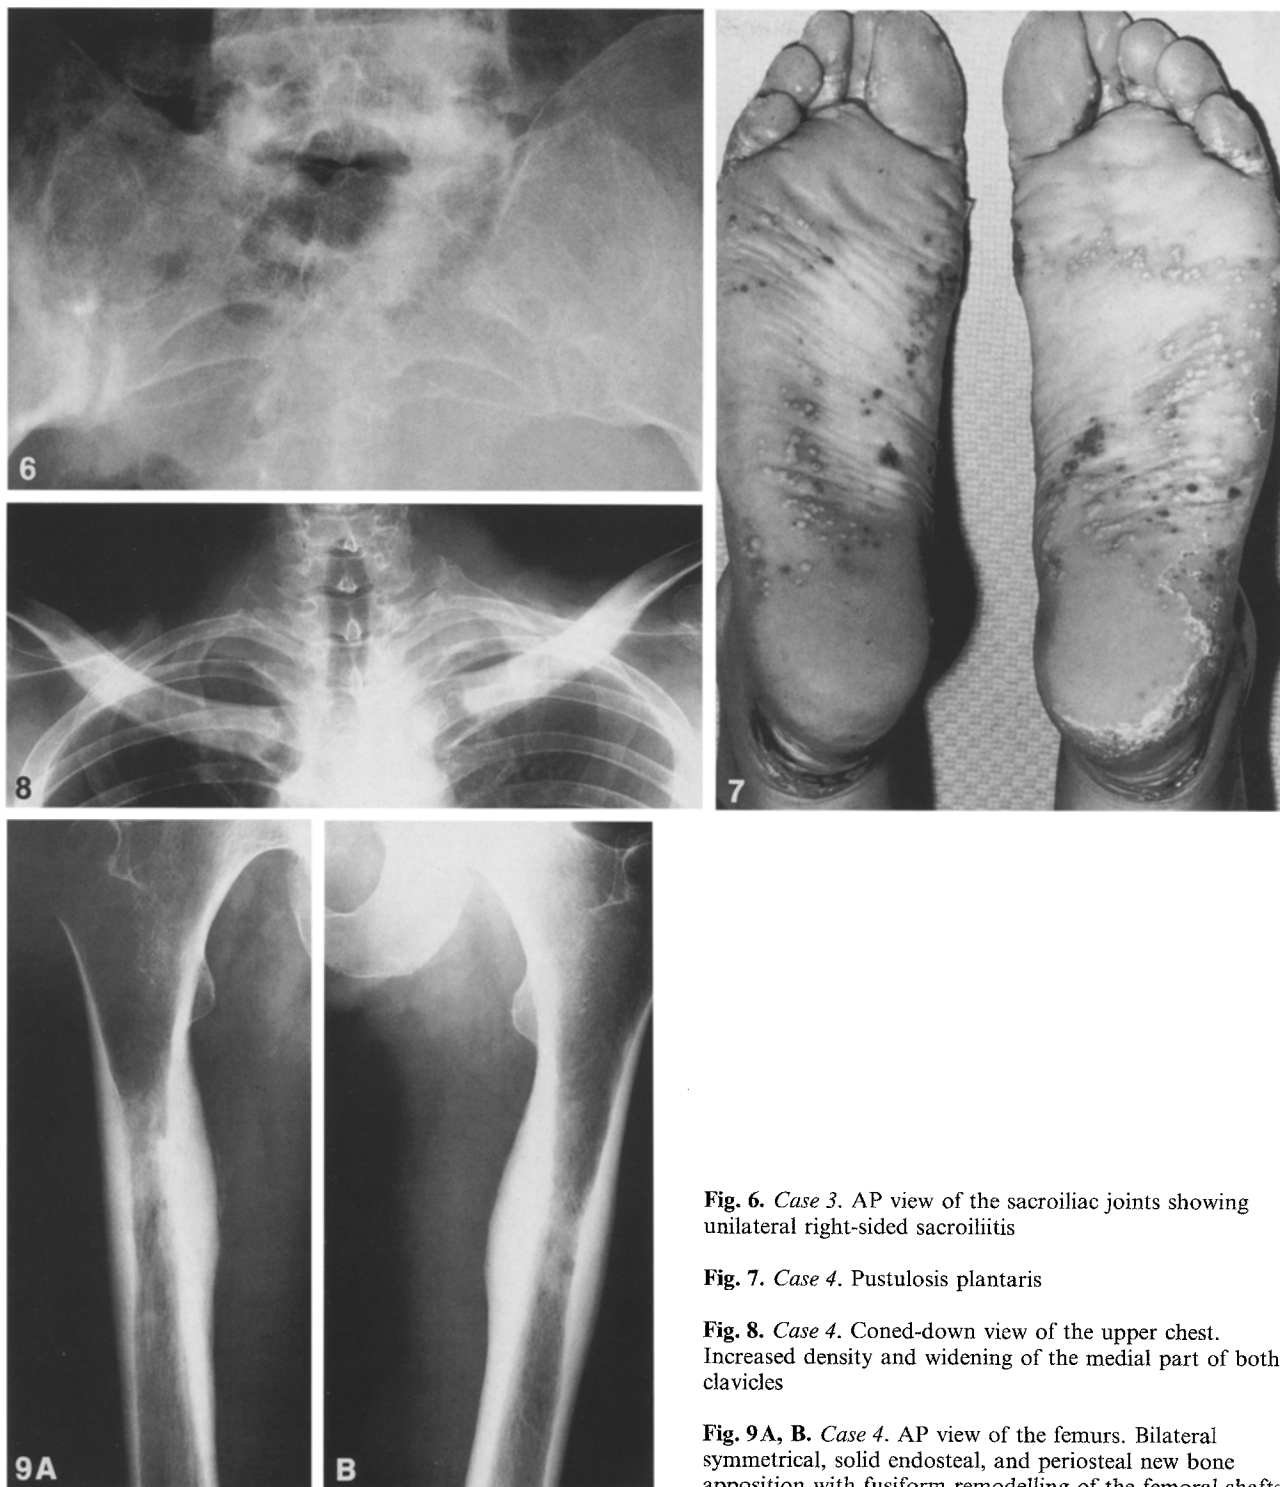 6
7
8
9A
B
Fig. 6. Case 3. AP view of the sacroiliac joints showing
unilateral right-sided sacroiliitis
Fig. 7. Case 4. Pustulosis plantaris
Fig. 8. Case 4. Coned-down view of the upper chest.
Increased density and widening of the medial part of both
clavicles
Fig. 9A, B. Case 4. AP view of the femurs. Bilateral
symmetrical, solid endosteal, and periosteal new bone
apposition with fusiform remodelling of the femoral shafts